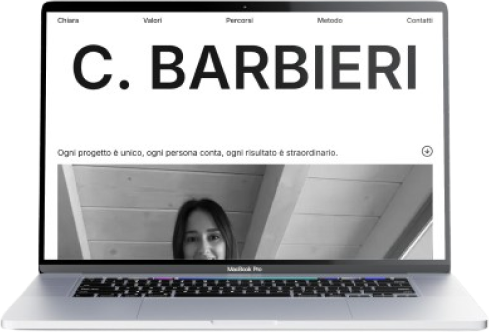 Chiara Valori Percorsi Metodo Contatti
C. BARBIERI
Ogni progetto è unico, ogni persona conta, ogni risultato è straordinario.
MacBook Pro